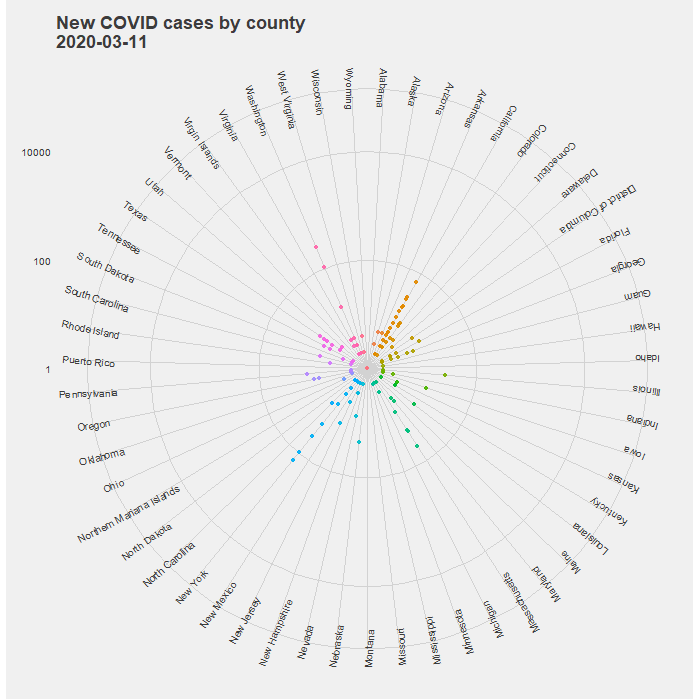 New COVID cases by county
2020-03-11
10000
100
1
Alabama
Alaska
Arizona
Arkansas
California
Colorado
Connecticut
Delaware
District of Columbia
Florida
Georgia
Guam
Hawaii
Idaho
Illinois
Indiana
Iowa
Kansas
Kentucky
Louisiana
Maine
Maryland
Massachusetts
Michigan
Minnesota
Mississippi
Missouri
Montana
Nebraska
Nevada
New Hampshire
New Jersey
New Mexico
New York
North Carolina
North Dakota
Northern Mariana Islands
Ohio
Oklahoma
Oregon
Pennsylvania
Puerto Rico
Rhode Island
South Carolina
South Dakota
Tennessee
Texas
Utah
Vermont
Virgin Islands
Virginia
Washington
West Virginia
Wisconsin
Wyoming